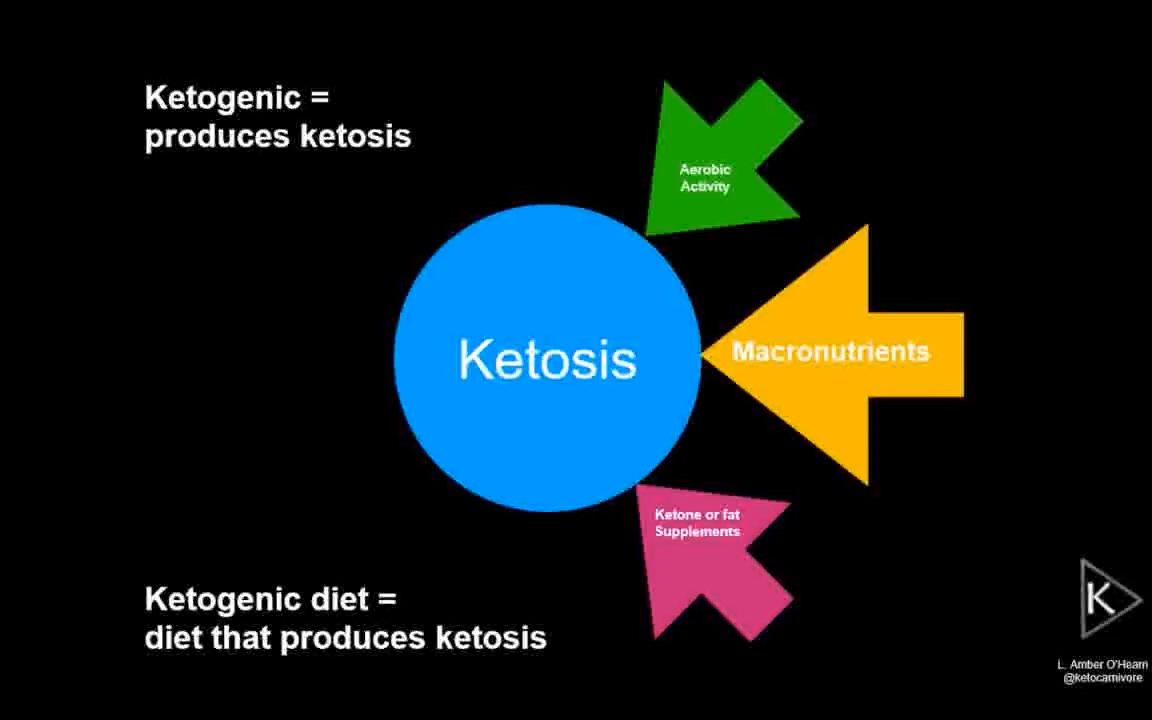 Ketogenic =
produces ketosis
Aerobic
Activity
Ketosis
Macronutrients
Ketone or fat
Supplements
Ketogenic diet =
diet that produces ketosis
K
L. Amber O'Hearn
@ketocarnivore